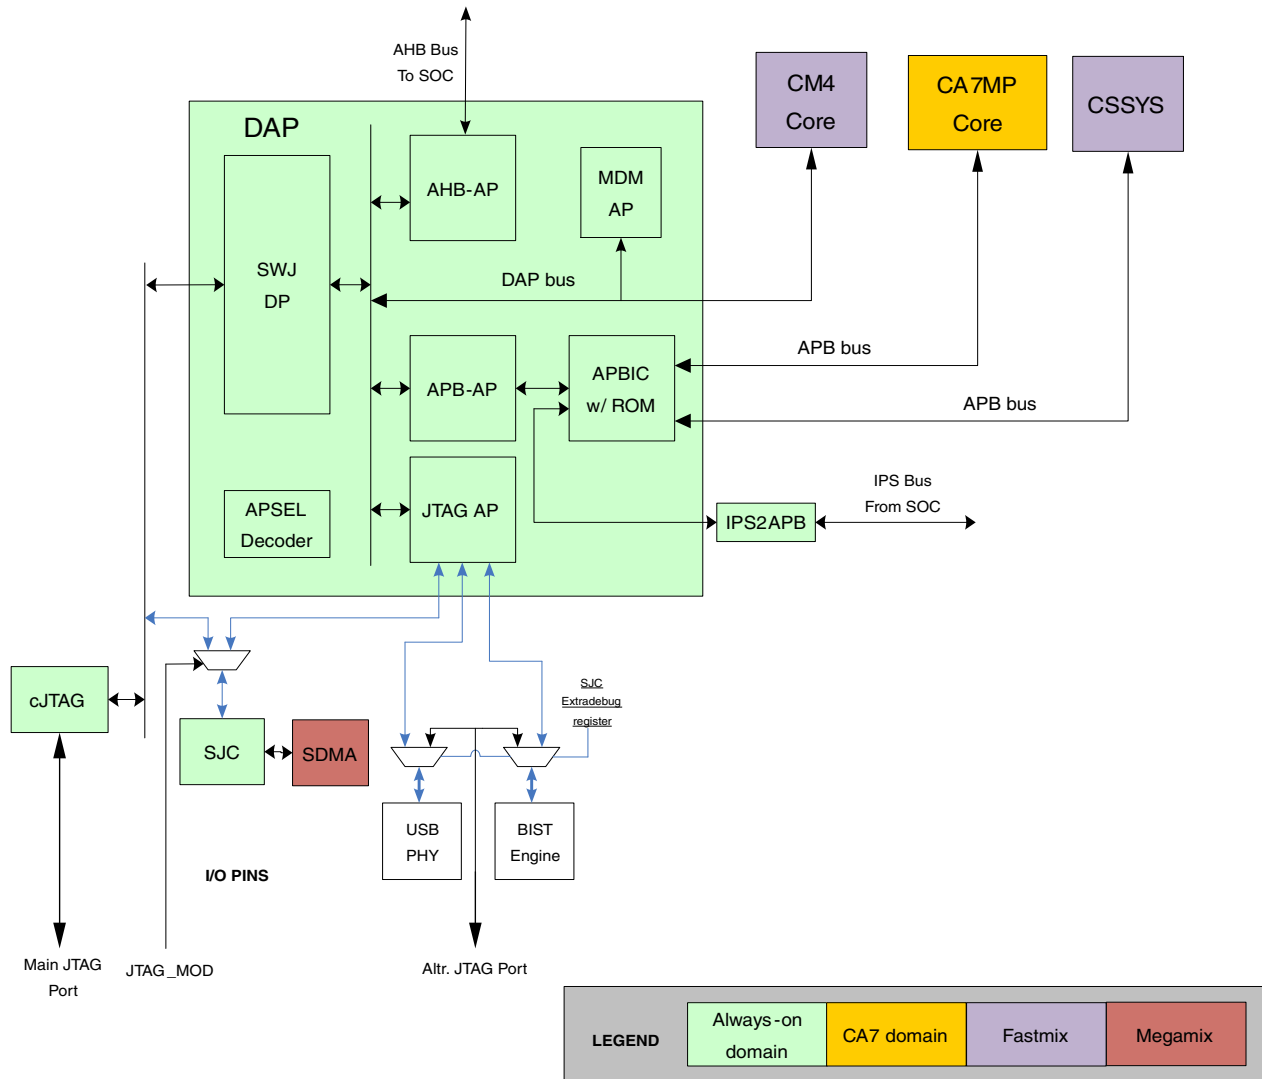 AHB Bus
To SOC
CM4
Core
CA7MP
Core
CSSYS
DAP
AHB-AP
MDM
AP
SWJ
DP
DAP bus
APB bus
APB-AP
APBIC
w/ ROM
APB bus
JTAG AP
APSEL
Decoder
IPS2APB
IPS Bus
From SOC
cJTAG
SJC
SDMA
SJC
Extradebug
register
USB
PHY
BIST
Engine
I/O PINS
Main JTAG
Port
JTAG_MOD
Altr. JTAG Port
LEGEND
Always-on
domain
CA7 domain
Fastmix
Megamix